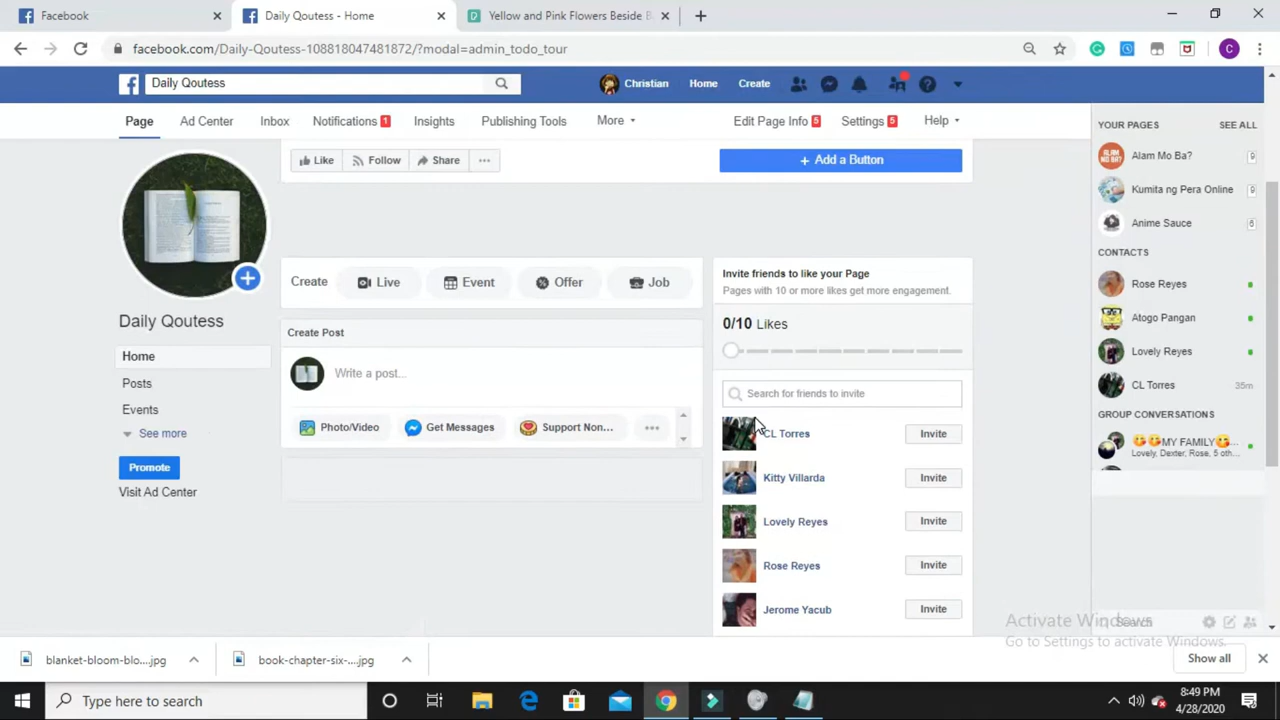 Facebook
Daily Qoutess - Home
Yellow and Pink Flowers Beside B
facebook.com/Daily-Qoutess-108818047481872/?modal=admin_todo_tour
C
Daily Qoutess
Christian
Home
Create
Page
Ad Center
Inbox
Notifications 1
Insights
Publishing Tools
More
Edit Page Info 5
Settings 5
Help
Like
Follow
Share
+ Add a Button
Daily Qoutess
Home
Posts
Events
See more
Promote
Visit Ad Center
Create
Live
Event
Offer
Job
Create Post
Write a post...
Photo/Video
Get Messages
Support Non...
Invite friends to like your Page
Pages with 10 or more likes get more engagement.
0/10 Likes
Search for friends to invite
CL Torres
Invite
Kitty Villarda
Invite
Lovely Reyes
Invite
Rose Reyes
Invite
Jerome Yacub
Invite
YOUR PAGES
SEE ALL
ALAM MO BA?
Alam Mo Ba?
9
Kumita ng Pera Online
9
Anime Sauce
6
CONTACTS
Rose Reyes
Atogo Pangan
Lovely Reyes
CL Torres
35m
GROUP CONVERSATIONS
😋😋MY FAMILY😋...
Lovely, Dexter, Rose, 5 oth...
Search
Activate Windows
Go to Settings to activate Windows.
blanket-bloom-blo....jpg
book-chapter-six-....jpg
Show all
Type here to search
8:49 PM
4/28/2020